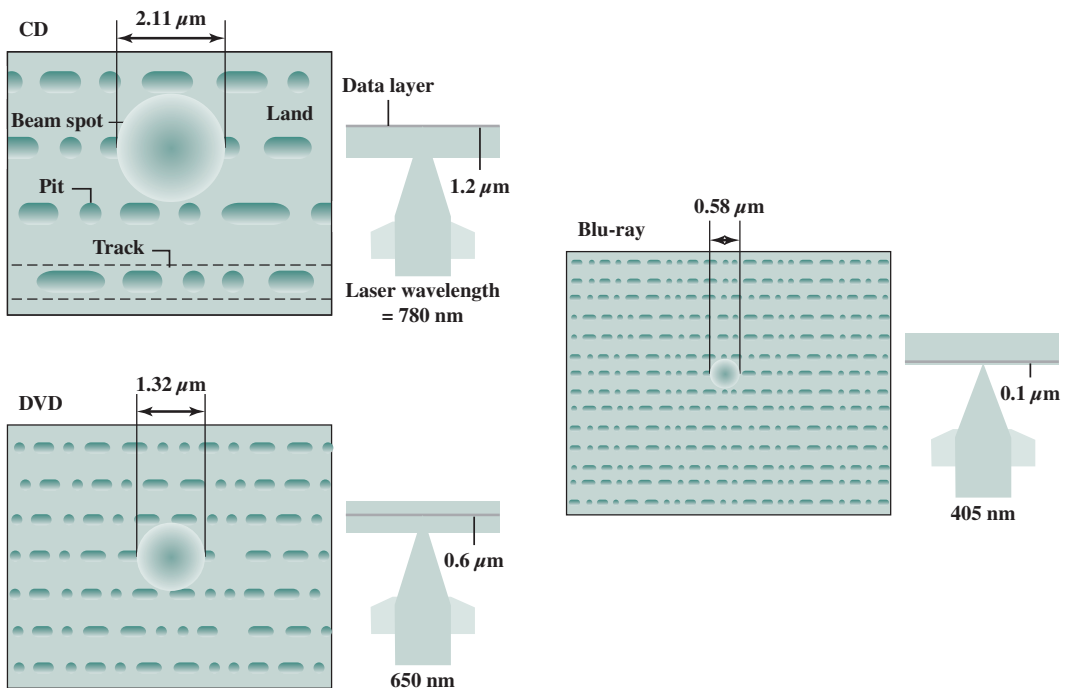 CD
2.11 µm
Data layer
Beam spot
Land
Pit
1.2 µm
Track
Laser wavelength
= 780 nm
DVD
1.32 µm
0.6 µm
650 nm
Blu-ray
0.58 µm
0.1 µm
405 nm